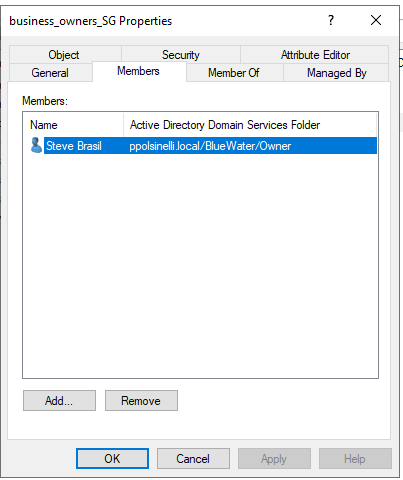 business_owners_SG Properties
?
Object Security Attribute Editor
General Members Member Of Managed By
Members:
Name Active Directory Domain Services Folder
Steve Brasil ppolsinelli.local/BlueWater/Owner
Add... Remove
OK Cancel Apply Help